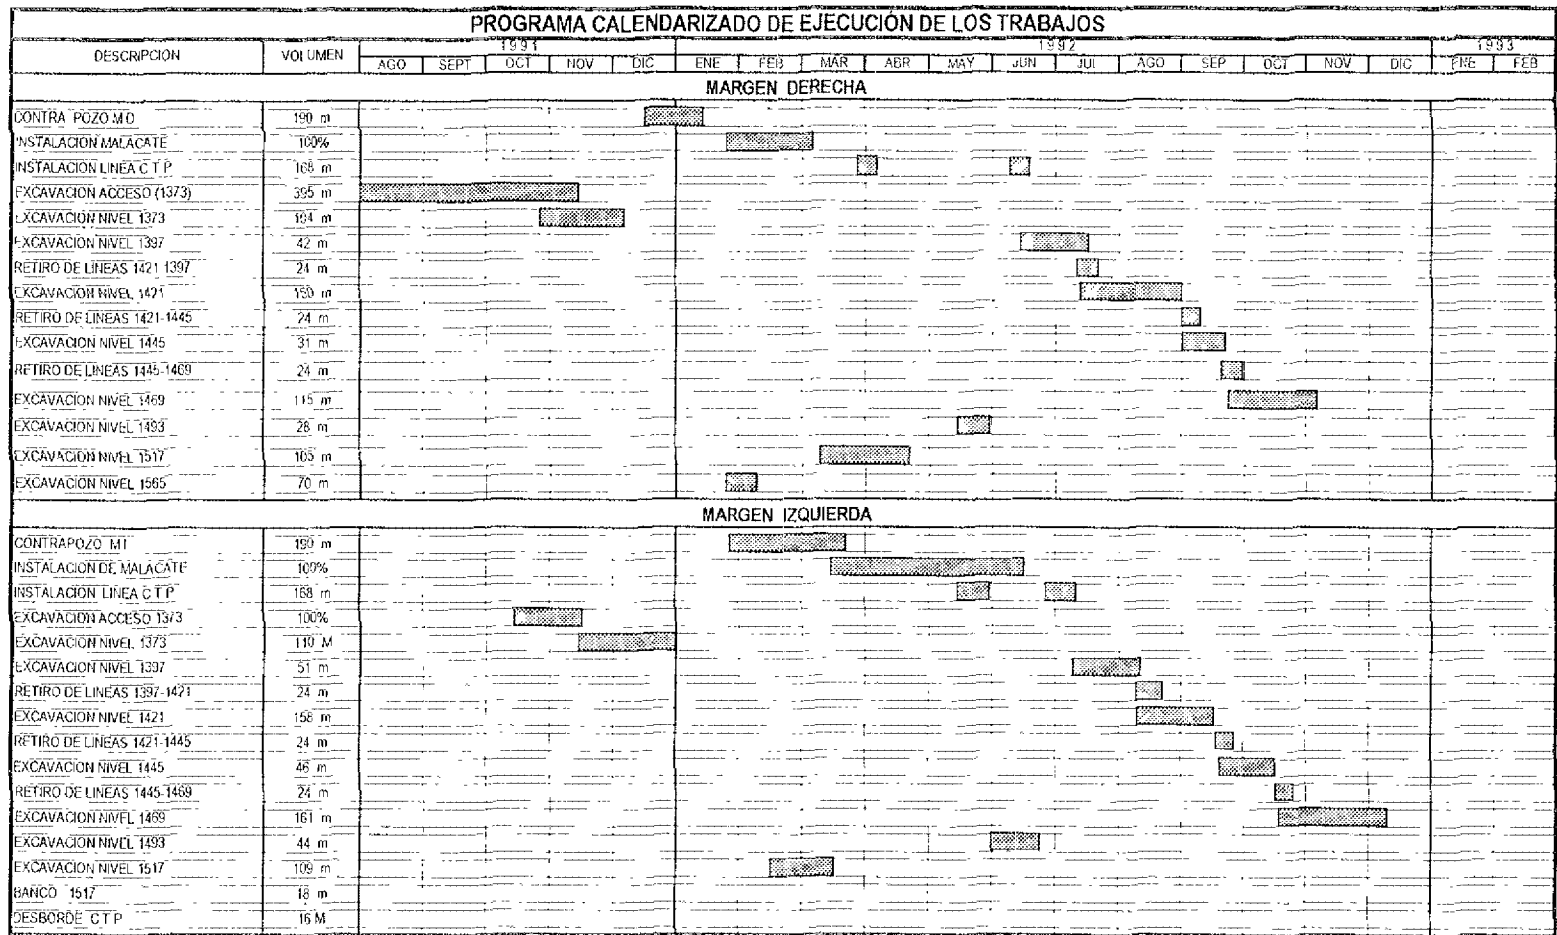 PROGRAMA CALENDARIZADO DE EJECUCIÓN DE LOS TRABAJOS
DESCRIPCIÓN VOLUMEN 1991 1992 1993
AGO SEPT OCT NOV DIC ENE FEB MAR ABR MAY JUN JUL AGO SEP OCT NOV DIC ENE FEB
MARGEN DERECHA
CONTRA POZO M D 190 m
INSTALACION MALACATE 100%
INSTALACION LINEA C T P 168 m
EXCAVACION ACCESO (1373) 395 m
EXCAVACION NIVEL 1373 194 m
EXCAVACION NIVEL 1397 42 m
RETIRO DE LINEAS 1421 1397 24 m
EXCAVACION NIVEL 1421 150 m
RETIRO DE LINEAS 1421-1445 24 m
EXCAVACION NIVEL 1445 31 m
RETIRO DE LINEAS 1445-1469 24 m
EXCAVACION NIVEL 1469 115 m
EXCAVACION NIVEL 1493 28 m
EXCAVACION NIVEL 1517 105 m
EXCAVACION NIVEL 1565 70 m
MARGEN IZQUIERDA
CONTRAPOZO M I 190 m
INSTALACION DE MALACATE 100%
INSTALACION LINEA C T P 168 m
EXCAVACION ACCESO 1373 100%
EXCAVACION NIVEL 1373 110 M
EXCAVACION NIVEL 1397 51 m
RETIRO DE LINEAS 1397-1421 24 m
EXCAVACION NIVEL 1421 158 m
RETIRO DE LINEAS 1421-1445 24 m
EXCAVACION NIVEL 1445 46 m
RETIRO DE LINEAS 1445-1469 24 m
EXCAVACION NIVEL 1469 161 m
EXCAVACION NIVEL 1493 44 m
EXCAVACION NIVEL 1517 109 m
BANCO 1517 18 m
DESBORDE C T P 16 M